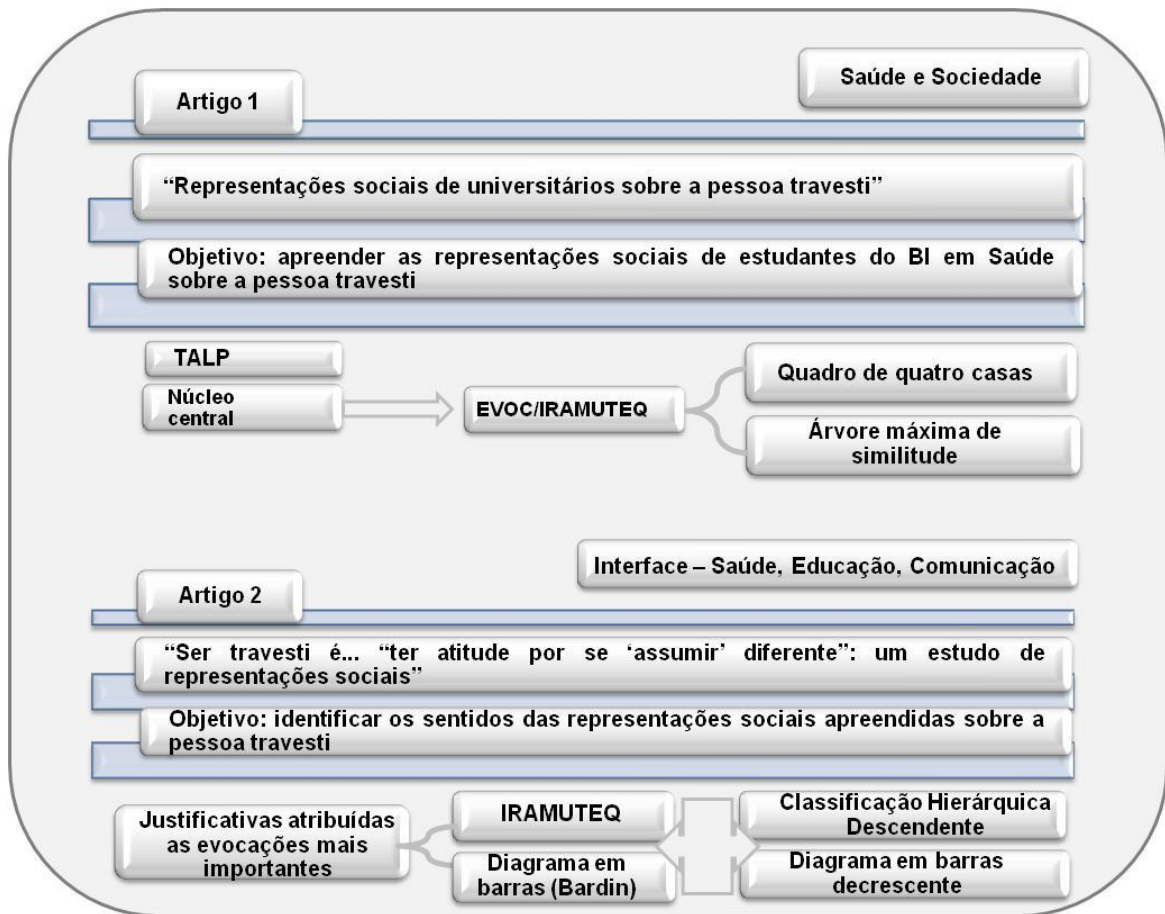 Saúde e Sociedade
Artigo 1
“Representações sociais de universitários sobre a pessoa travesti”
Objetivo: apreender as representações sociais de estudantes do BI em Saúde
sobre a pessoa travesti
TALP
Núcleo
central
EVOC/IRAMUTEQ
Quadro de quatro casas
Árvore máxima de
similitude
Interface – Saúde, Educação, Comunicação
Artigo 2
“Ser travesti é... “ter atitude por se ‘assumir’ diferente”: um estudo de
representações sociais”
Objetivo: identificar os sentidos das representações sociais apreendidas sobre a
pessoa travesti
Justificativas atribuídas
as evocações mais
importantes
IRAMUTEQ
Diagrama em
barras (Bardin)
Classificação Hierárquica
Descendente
Diagrama em barras
decrescente